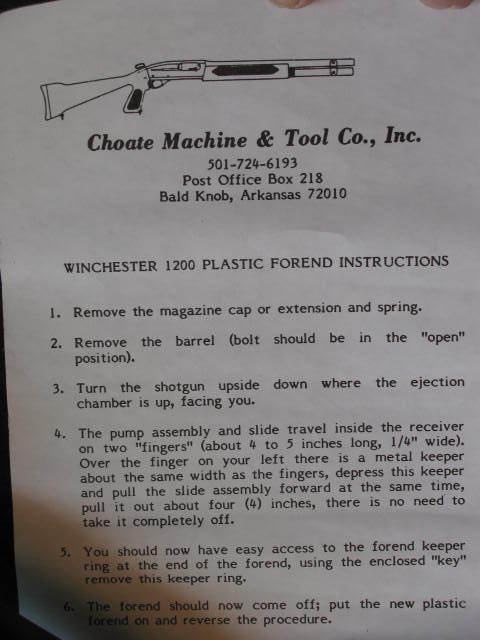 Choate Machine & Tool Co., Inc.
501-724-6193
Post Office Box 218
Bald Knob, Arkansas 72010
WINCHESTER 1200 PLASTIC FOREND INSTRUCTIONS
1. Remove the magazine cap or extension and spring.
2. Remove the barrel (bolt should be in the "open"
position).
3. Turn the shotgun upside down where the ejection
chamber is up, facing you.
4. The pump assembly and slide travel inside the receiver
on two "fingers" (about 4 to 5 inches long, 1/4" wide).
Over the finger on your left there is a metal keeper
about the same width as the fingers, depress this keeper
and pull the slide assembly forward at the same time,
pull it out about four (4) inches, there is no need to
take it completely off.
5. You should now have easy access to the forend keeper
ring at the end of the forend, using the enclosed "key"
remove this keeper ring.
6. The forend should now come off; put the new plastic
forend on and reverse the procedure.